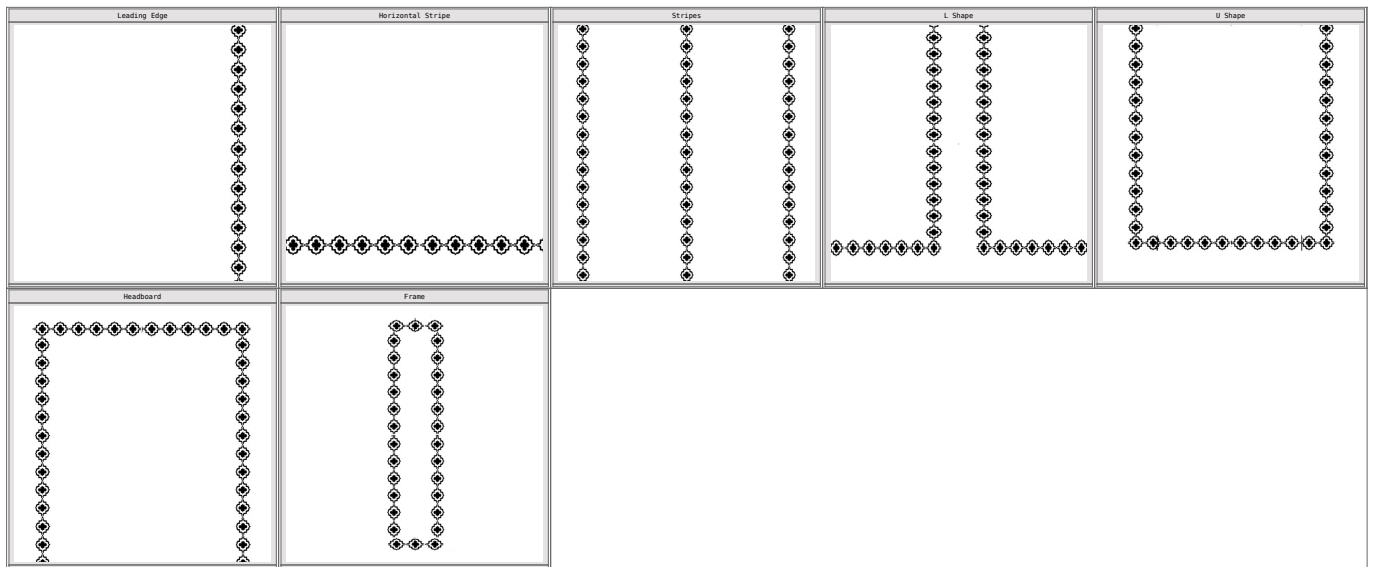 Leading Edge
Horizontal Stripe
Stripes
L Shape
U Shape
Headboard
Frame